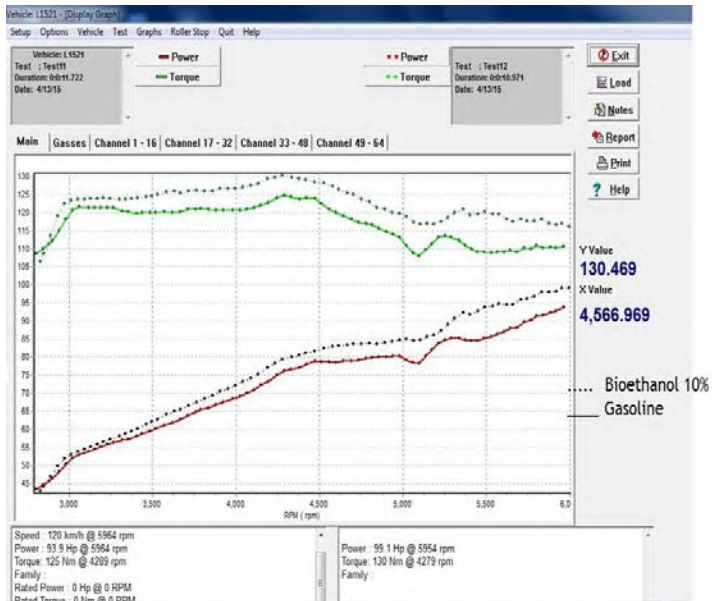 Vehicle: L1521 - [Display Graph]
Setup Options Vehicle Test Graphs Roller Stop Quit Help
Vehicle: L1521
Test : Test11
Duration: 0:0:11.722
Date: 4/13/15
Power
Torque
Power
Torque
Test : Test12
Duration: 0:0:10.971
Date: 4/13/15
Exit
Load
Notes
Report
Print
Help
Main Gasses Channel 1 - 16 Channel 17 - 32 Channel 33 - 48 Channel 49 - 64
130
125
120
115
110
105
100
95
90
85
80
75
70
65
60
55
50
45
3,000 3,500 4,000 4,500 5,000 5,500 6,0
RPM ( rpm)
Y Value
130.469
X Value
4,566.969
Bioethanol 10%
Gasoline
Speed : 120 km/h @ 5964 rpm
Power : 93.9 Hp @ 5964 rpm
Torque: 125 Nm @ 4289 rpm
Family :
Rated Power : 0 Hp @ 0 RPM
Rated Torque : 0 Nm @ 0 RPM
Power : 99.1 Hp @ 5954 rpm
Torque: 130 Nm @ 4279 rpm
Family :